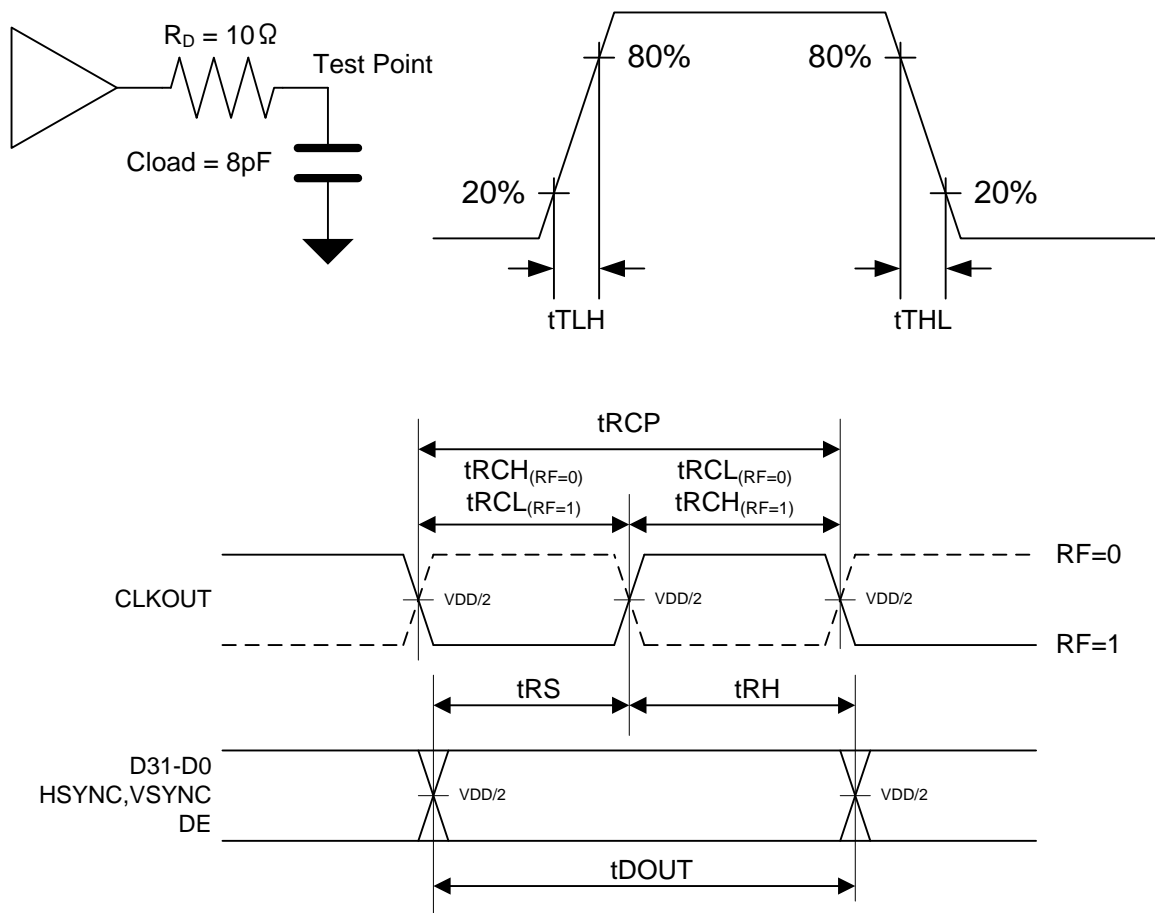 R_D = 10Ω
Test Point
Cload = 8pF
80%
80%
20%
20%
tTLH
tTHL
tRCP
tRCH(RF=0)
tRCL(RF=0)
tRCL(RF=1)
tRCH(RF=1)
RF=0
CLKOUT
VDD/2
VDD/2
VDD/2
RF=1
tRS
tRH
D31-D0
HSYNC,VSYNC
DE
VDD/2
VDD/2
tDOUT